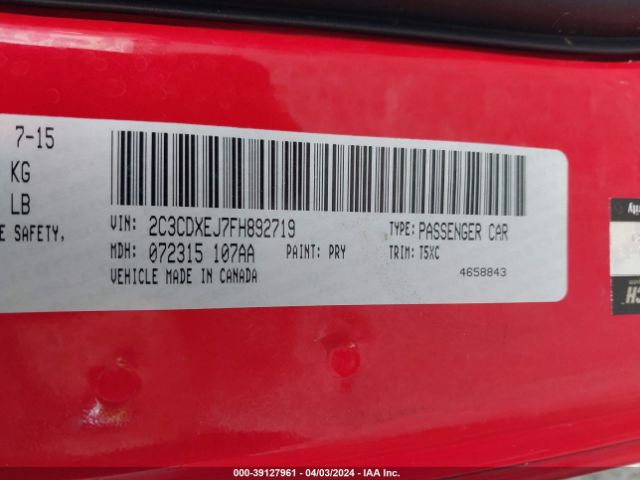 7-15
KG
LB
E SAFETY,
VIN: 2C3CDXEJ7FH892719
TYPE: PASSENGER CAR
MDH: 072315 107AA
PAINT: PRY
TRIM: T5XC
VEHICLE MADE IN CANADA
4658843
CH
000-39127961 - 04/03/2024 - IAA Inc.